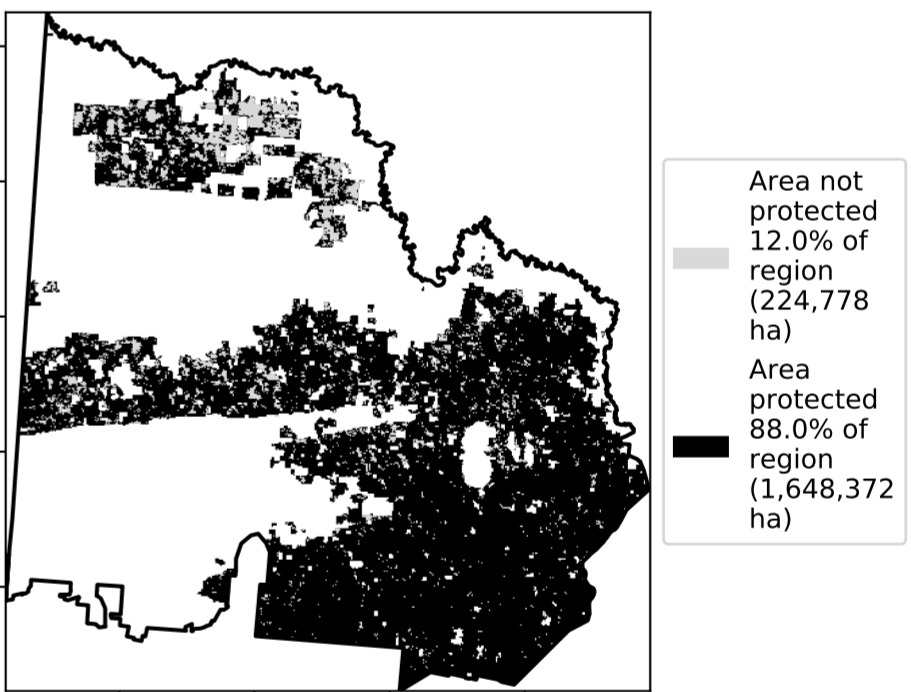 Area not
protected
12.0% of
region
(224,778
ha)
Area
protected
88.0% of
region
(1,648,372
ha)